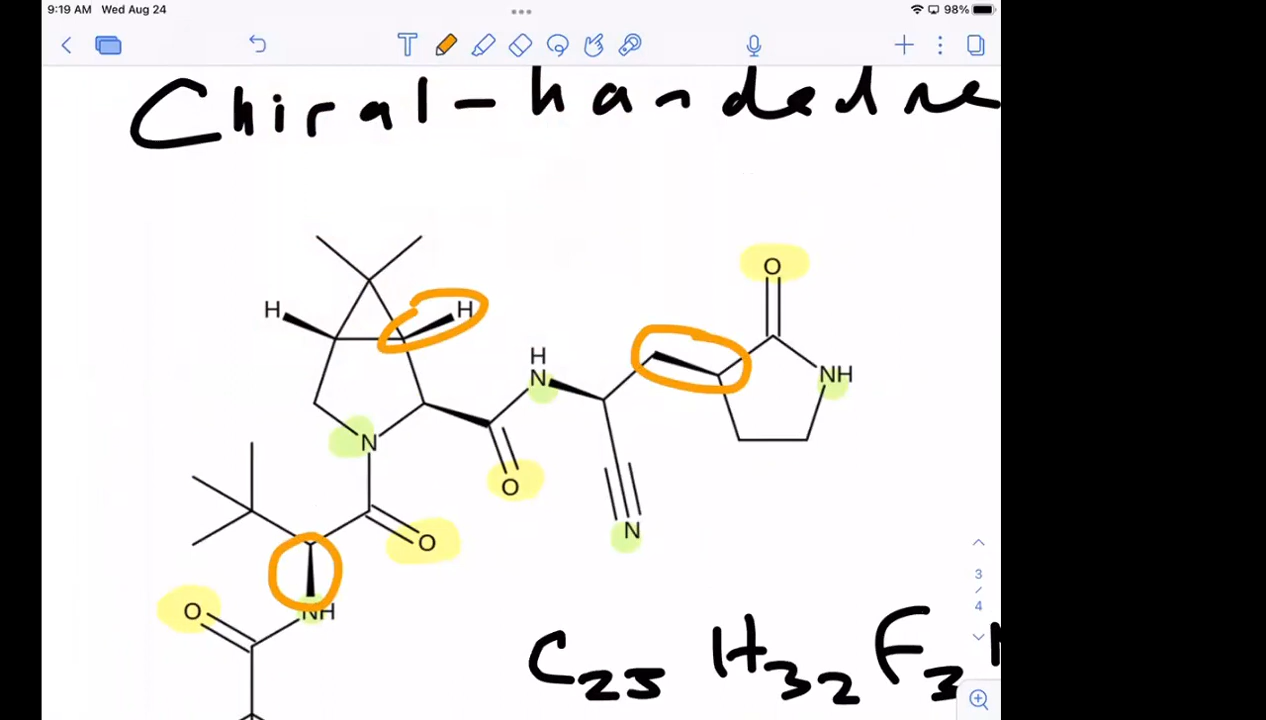 9:19 AM Wed Aug 24
98%
T
Chiral-handedne
O
H
H
H
N
NH
N
O
N
O
O
NH
3
/
4
C25 H32 F3 N